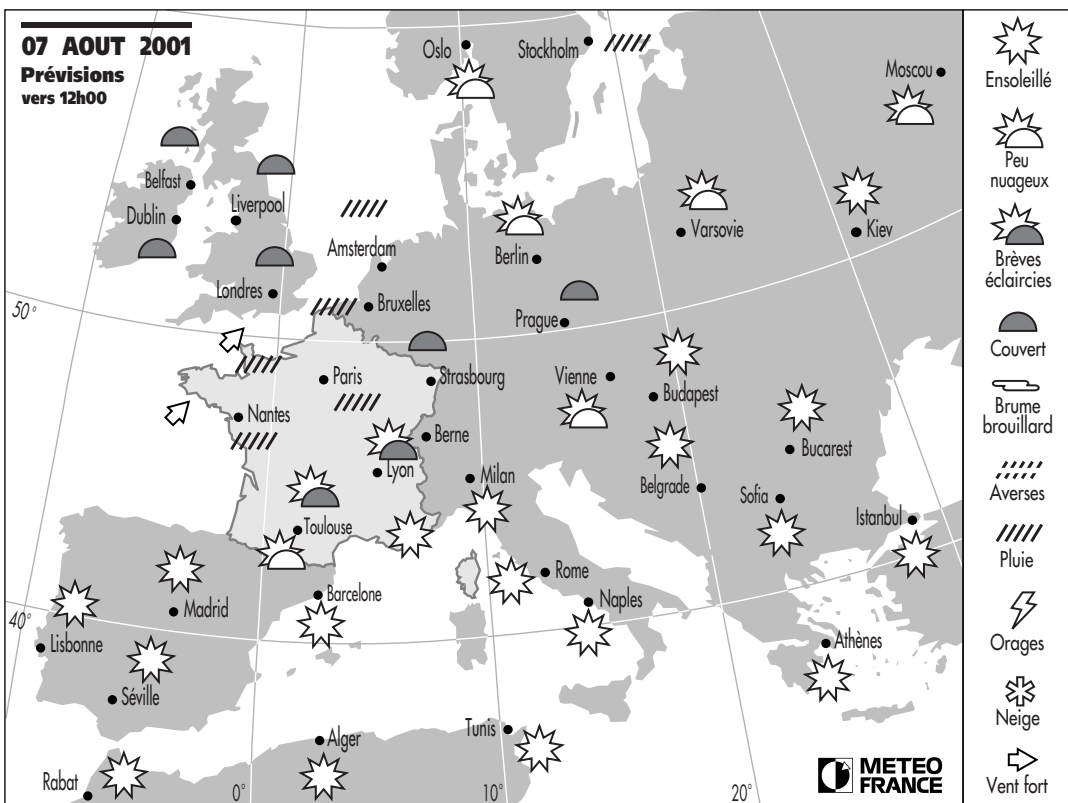 07 AOUT 2001
Prévisions
vers 12h00
Oslo
Stockholm
Moscou
Belfast
Dublin
Liverpool
Amsterdam
Berlin
Varsovie
Kiev
Londres
Bruxelles
Prague
50°
Paris
Strasbourg
Vienne
Budapest
Nantes
Berne
Bucarest
Lyon
Milan
Belgrade
Sofia
Istanbul
Toulouse
Rome
Barcelone
Naples
Madrid
40°
Lisbonne
Athènes
Séville
Tunis
Alger
Rabat
0°
10°
20°
METEO
FRANCE
Ensoleillé
Peu
nuageux
Brèves
éclaircies
Couvert
Brume
brouillard
Averses
Pluie
Orages
Neige
Vent fort